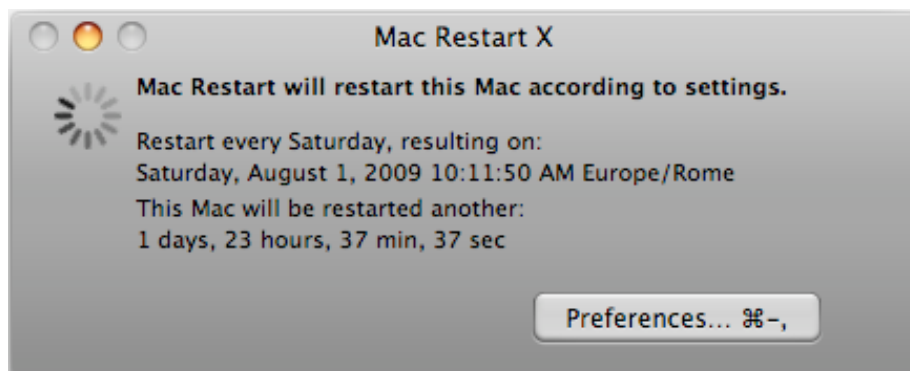 Mac Restart X
Mac Restart will restart this Mac according to settings.
Restart every Saturday, resulting on:
Saturday, August 1, 2009 10:11:50 AM Europe/Rome
This Mac will be restarted another:
1 days, 23 hours, 37 min, 37 sec
Preferences... ⌘–,